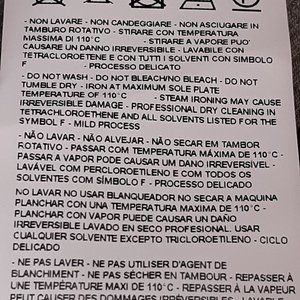 - NON LAVARE - NON CANDEGGIARE - NON ASCIUGARE IN
TAMBURO ROTATIVO - STIRARE CON TEMPERATURA
MASSIMA DI 110°C - STIRARE A VAPORE PUO'
CAUSARE UN DANNO IRREVERSIBILE - LAVABILE CON
TETRACLOROETENE E CON TUTTI I SOLVENTI CON SIMBOLO
F - PROCESSO DELICATO
- DO NOT WASH - DO NOT BLEACH/NO BLEACH - DO NOT
TUMBLE DRY - IRON AT MAXIMUM SOLE PLATE
TEMPERATURE OF 110°C - STEAM IRONING MAY CAUSE
IRREVERSIBLE DAMAGE - PROFESSIONAL DRY CLEANING IN
TETRACHLOROETHENE AND ALL SOLVENTS LISTED FOR THE
SYMBOL F - MILD PROCESS
- NÃO LAVAR - NÃO ALVEJAR - NÃO SECAR EM TAMBOR
ROTATIVO - PASSAR COM TEMPERATURA MÁXIMA DE 110°C -
PASSAR A VAPOR PODE CAUSAR UM DANO IRREVERSIVEL -
LAVÁVEL COM PERCLOROETILENO E COM TODOS OS
SOLVENTES COM SÍMBOLO F - PROCESSO DELICADO
NO LAVAR NO USAR BLANQUEADOR NO SECAR A MAQUINA
PLANCHAR CON UNA TEMPERATURA MAXIMA DE 110°C
PLANCHAR CON VAPOR PUEDE CAUSAR UN DAÑO
IRREVERSIBLE LAVADO EN SECO PROFESIONAL. USAR
CUALQUIER SOLVENTE EXCEPTO TRICLOROETILENO - CICLO
DELICADO
- NE PAS LAVER - NE PAS UTILISER D'AGENT DE
BLANCHIMENT - NE PAS SÉCHER EN TAMBOUR - REPASSER À
UNE TEMPÉRATURE MAXI DE 110°C - REPASSER À LA VAPEUR
PEUT CAUSER DES DOMMAGES IRRÉVERSIBLES - LAVABLE